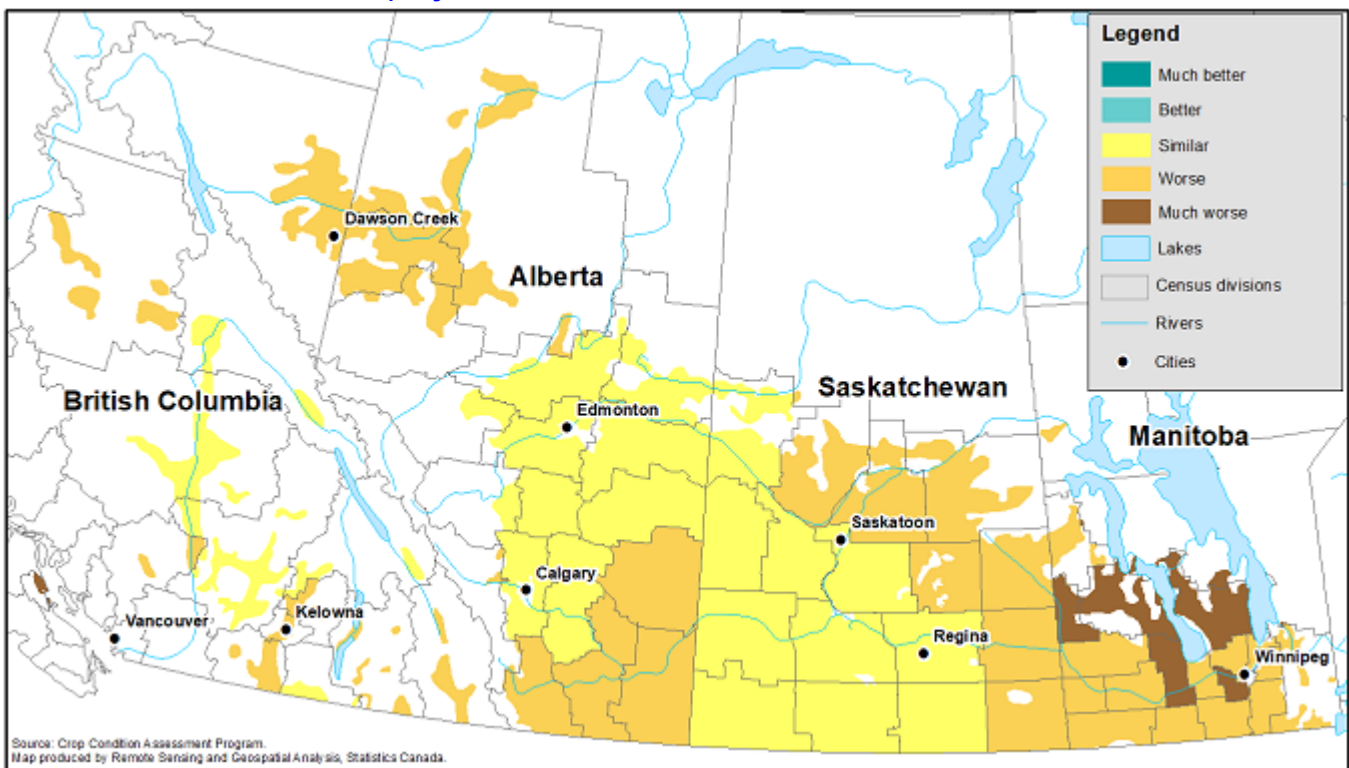 Legend
Much better
Better
Similar
Worse
Much worse
Lakes
Census divisions
Rivers
Cities
Dawson Creek
Alberta
British Columbia
Saskatchewan
Edmonton
Manitoba
Saskatoon
Calgary
Kelowna
Vancouver
Regina
Winnipeg
Source: Crop Condition Assessment Program.
Map produced by Remote Sensing and Geospatial Analysis, Statistics Canada.